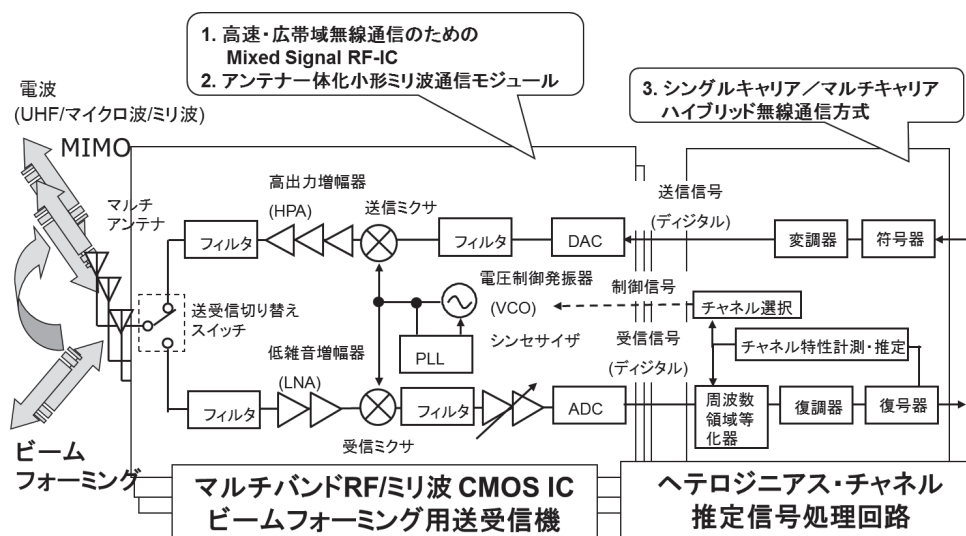 1. 高速・広帯域無線通信のための
Mixed Signal RF-IC
2. アンテナ一体化小形ミリ波通信モジュール
3. シングルキャリア／マルチキャリア
ハイブリッド無線通信方式
電波
(UHF/マイクロ波/ミリ波)
MIMO
マルチ
アンテナ
高出力増幅器
(HPA)
送信ミクサ
フィルタ
フィルタ
DAC
送信信号
(ディジタル)
変調器
符号器
送受信切り替え
スイッチ
電圧制御発振器
(VCO)
シンセサイザ
PLL
制御信号
チャネル選択
受信信号
(ディジタル)
チャネル特性計測・推定
低雑音増幅器
(LNA)
フィルタ
受信ミクサ
フィルタ
ADC
周波数
領域等
化器
復調器
復号器
ビーム
フォーミング
マルチバンドRF/ミリ波 CMOS IC
ビームフォーミング用送受信機
ヘテロジニアス・チャネル
推定信号処理回路